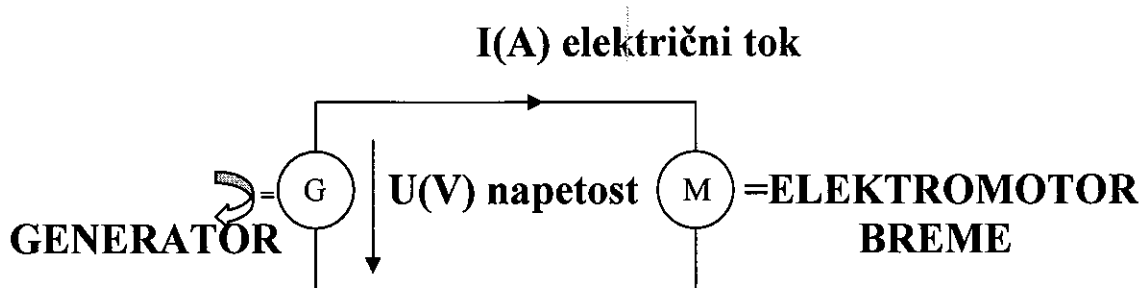 I(A) električni tok
= G U(V) napetost M =ELEKTROMOTOR
GENERATOR BREME